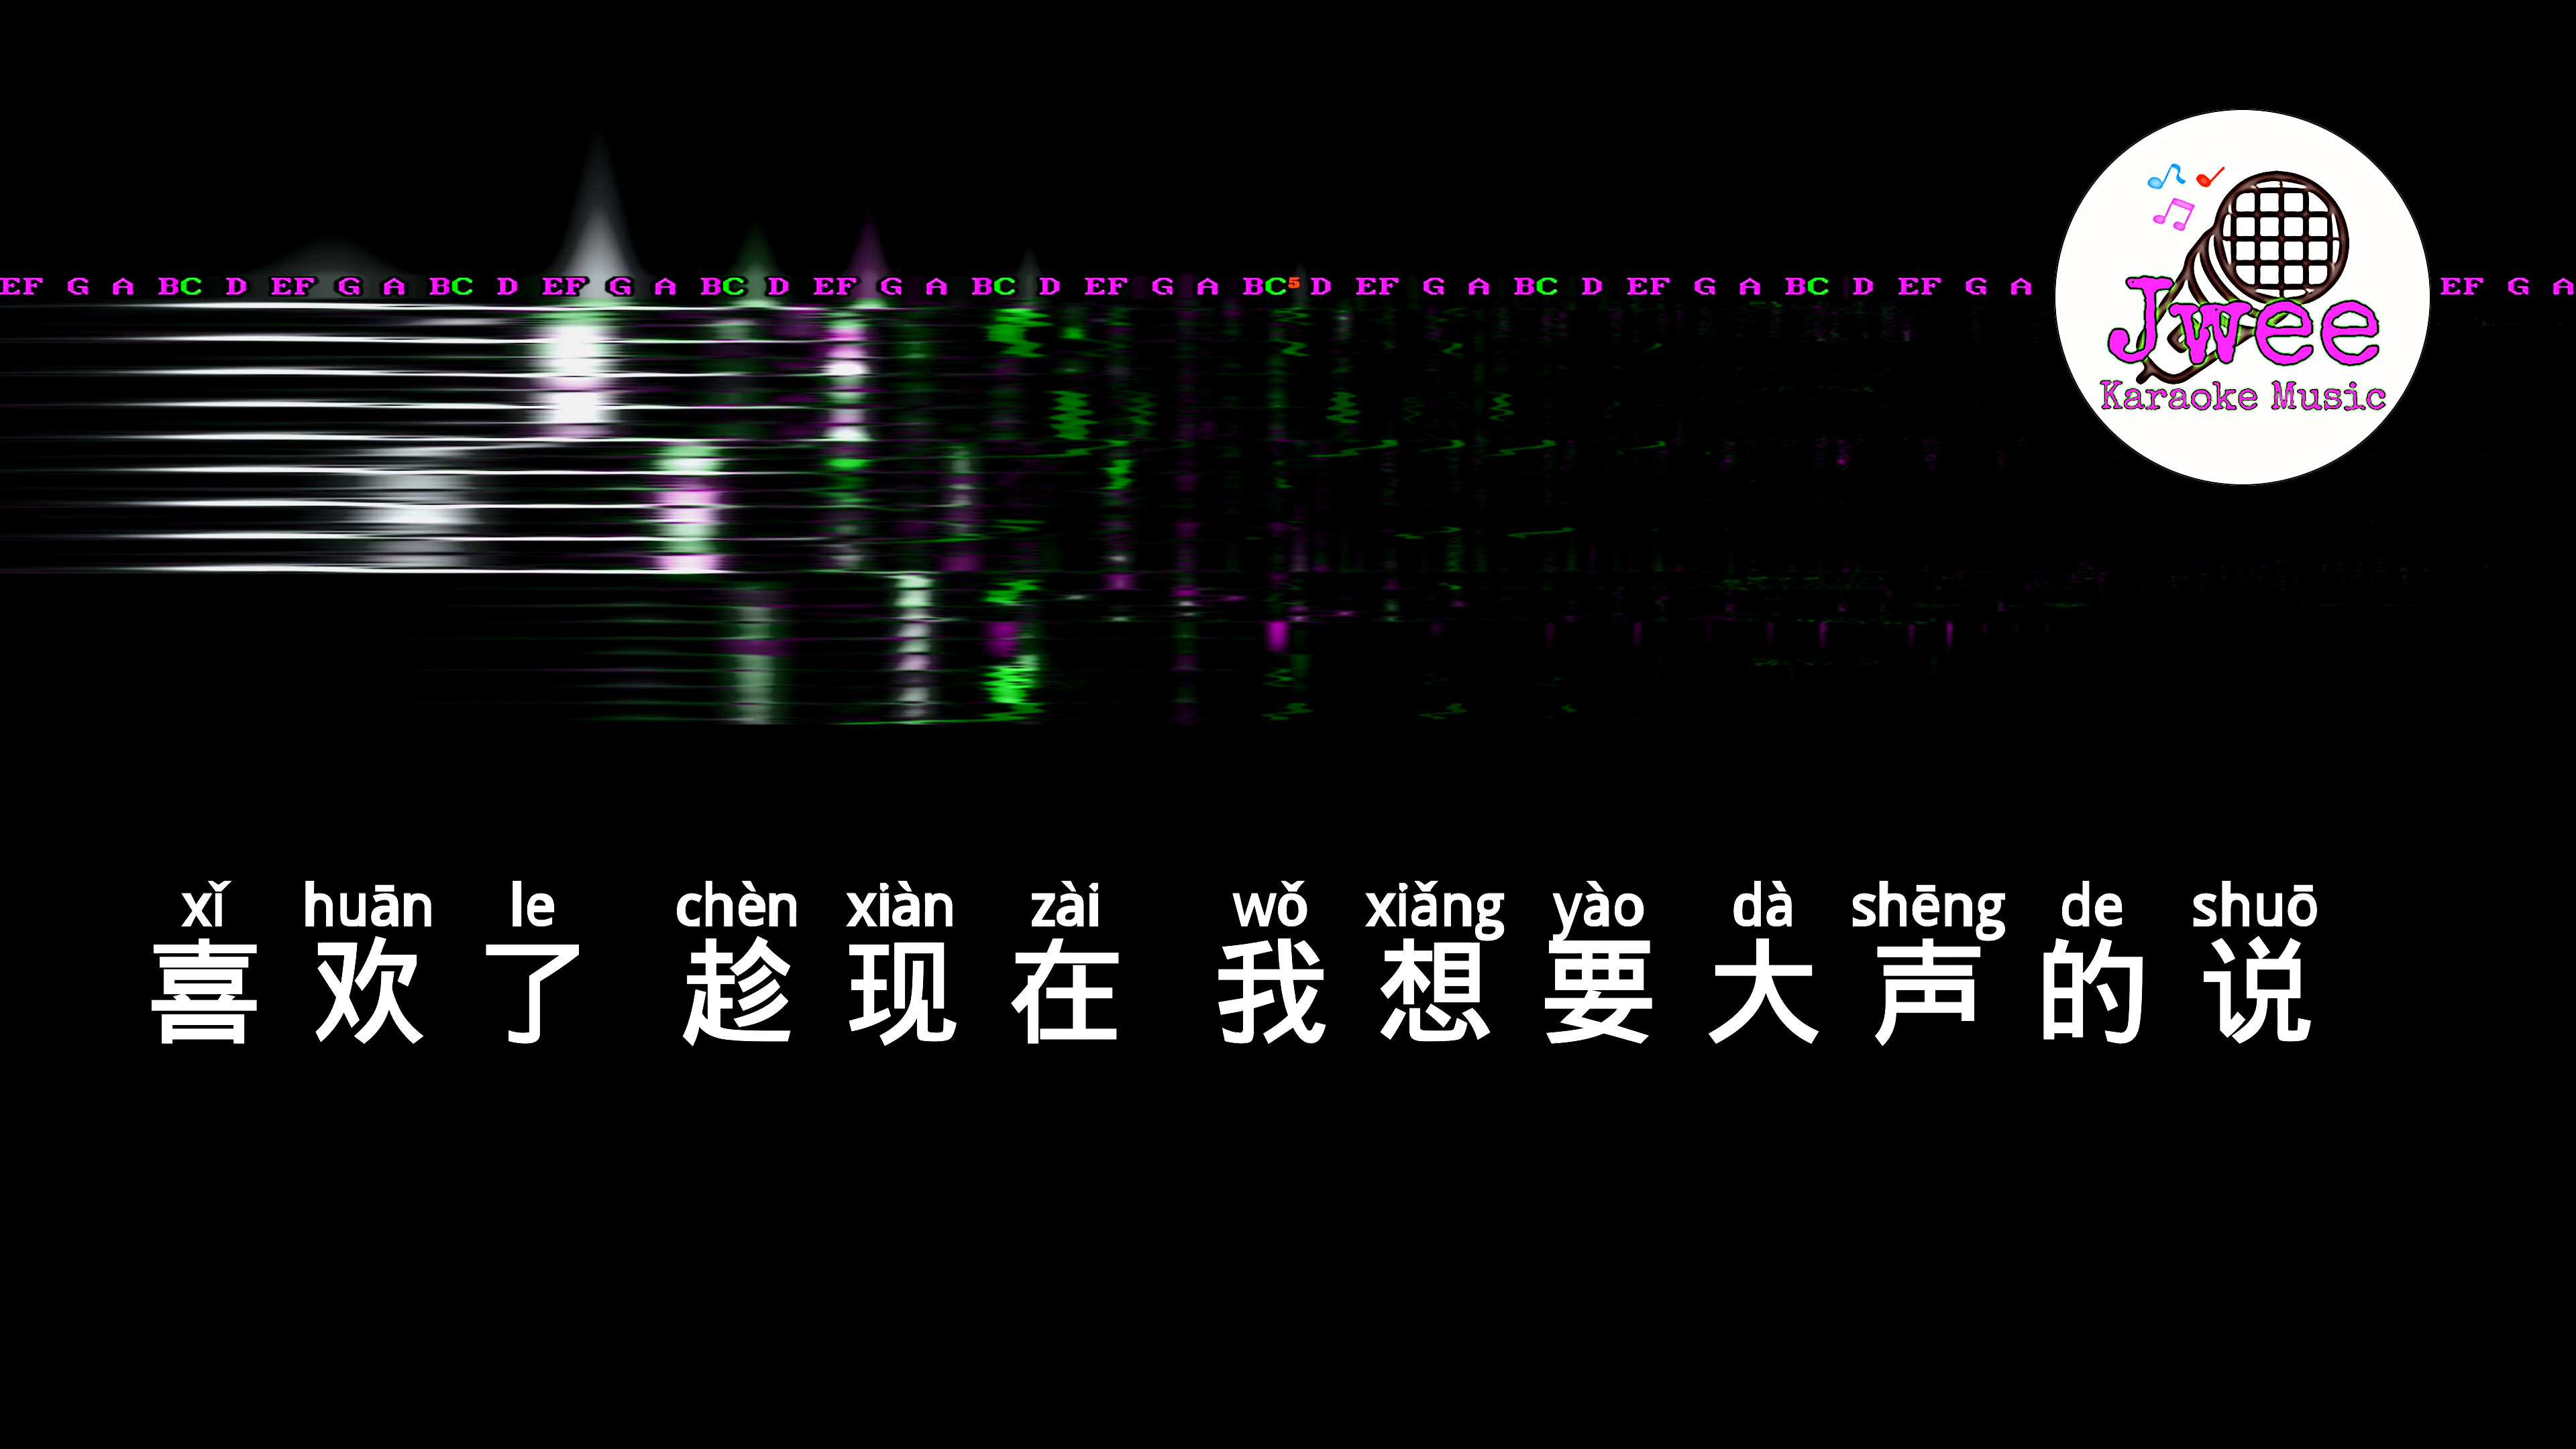 EF G A BC D EF G A BC D EF G A BC D EF G A BC D EF G A BC5 D EF G A BC D EF G A BC D EF G A EF G A
Jwee
Karaoke Music
xǐ huān le chèn xiàn zài wǒ xiǎng yào dà shēng de shuō
喜欢了 趁现在 我想要大声的说